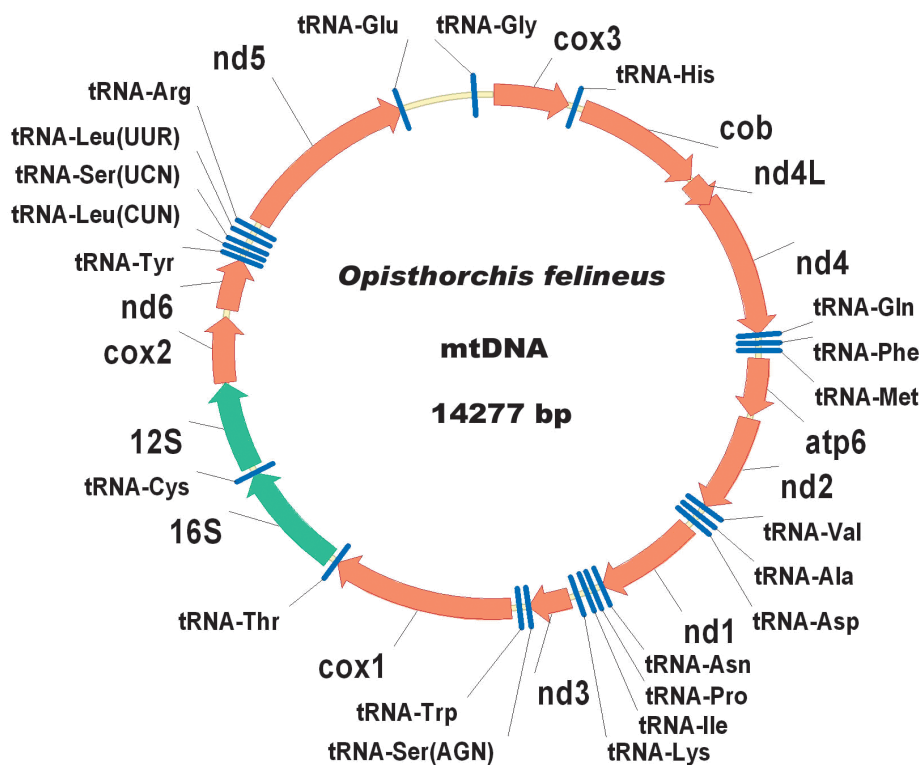 tRNA-Glu
tRNA-Gly
cox3
nd5
tRNA-His
tRNA-Arg
cob
tRNA-Leu(UUR)
nd4L
tRNA-Ser(UCN)
tRNA-Leu(CUN)
tRNA-Tyr
nd4
Opisthorchis felineus
nd6
tRNA-Gln
cox2
mtDNA
tRNA-Phe
tRNA-Met
14277 bp
12S
atp6
tRNA-Cys
nd2
16S
tRNA-Val
tRNA-Ala
tRNA-Thr
tRNA-Asp
nd1
cox1
tRNA-Asn
nd3
tRNA-Pro
tRNA-Trp
tRNA-Ile
tRNA-Ser(AGN)
tRNA-Lys